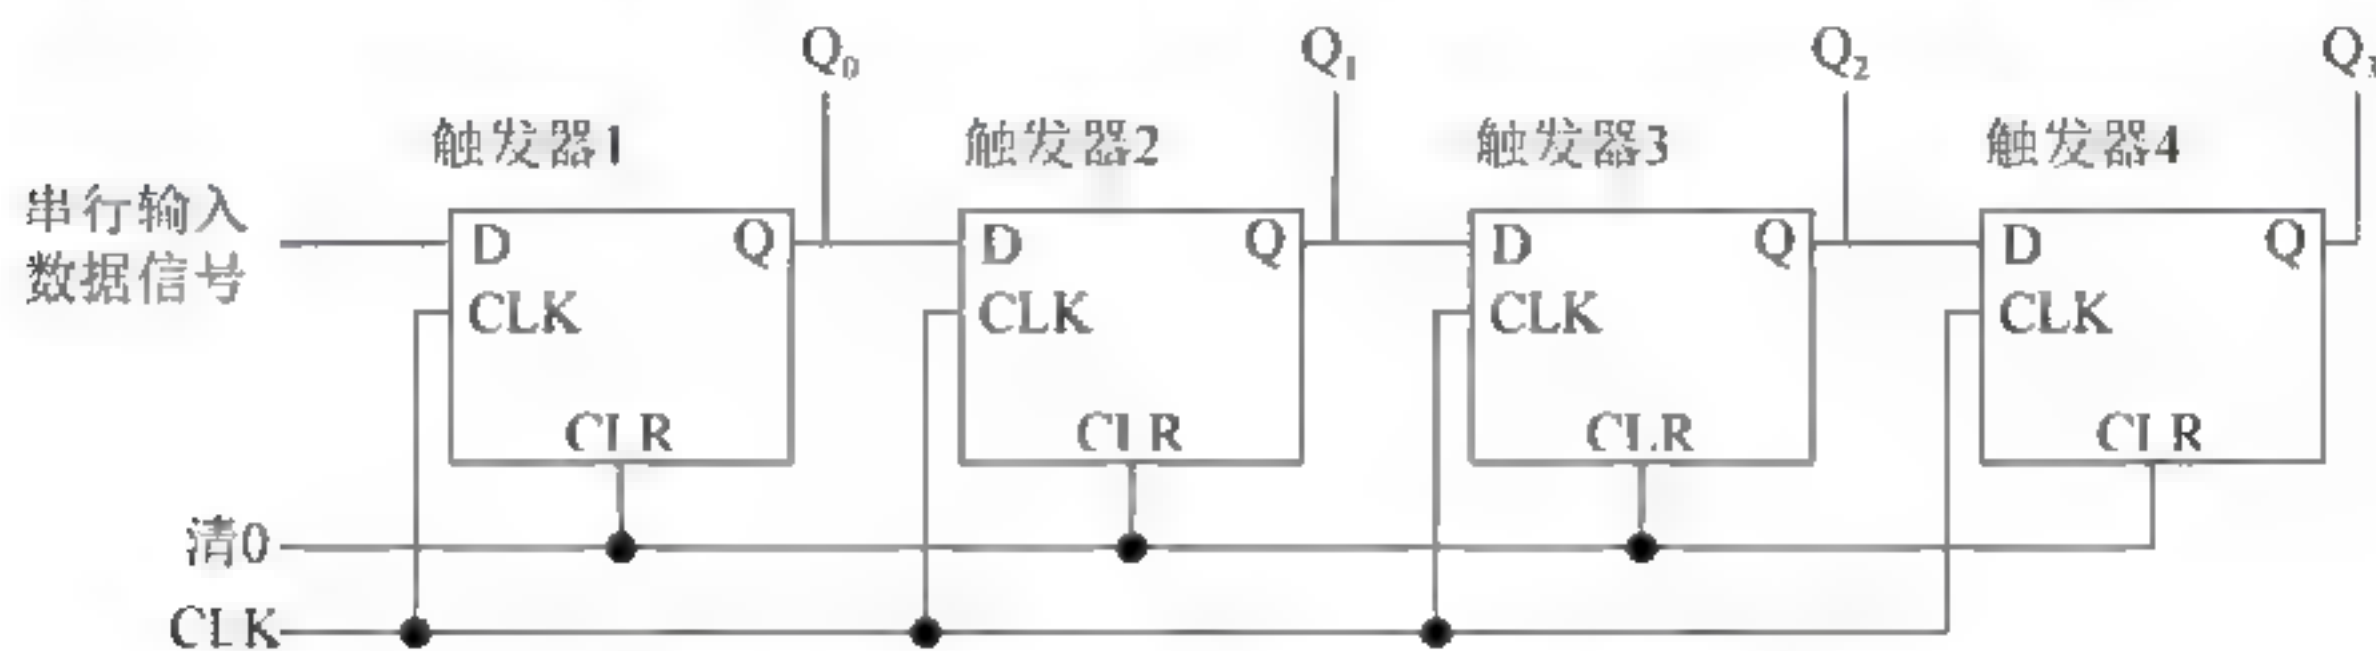 Q₀ Q₁ Q₂ Q₃
触发器1 触发器2 触发器3 触发器4
串行输入
数据信号
D Q D Q D Q D Q
CLK CLK CLK CLK
CLR CLR CLR CLR
清0
CLK